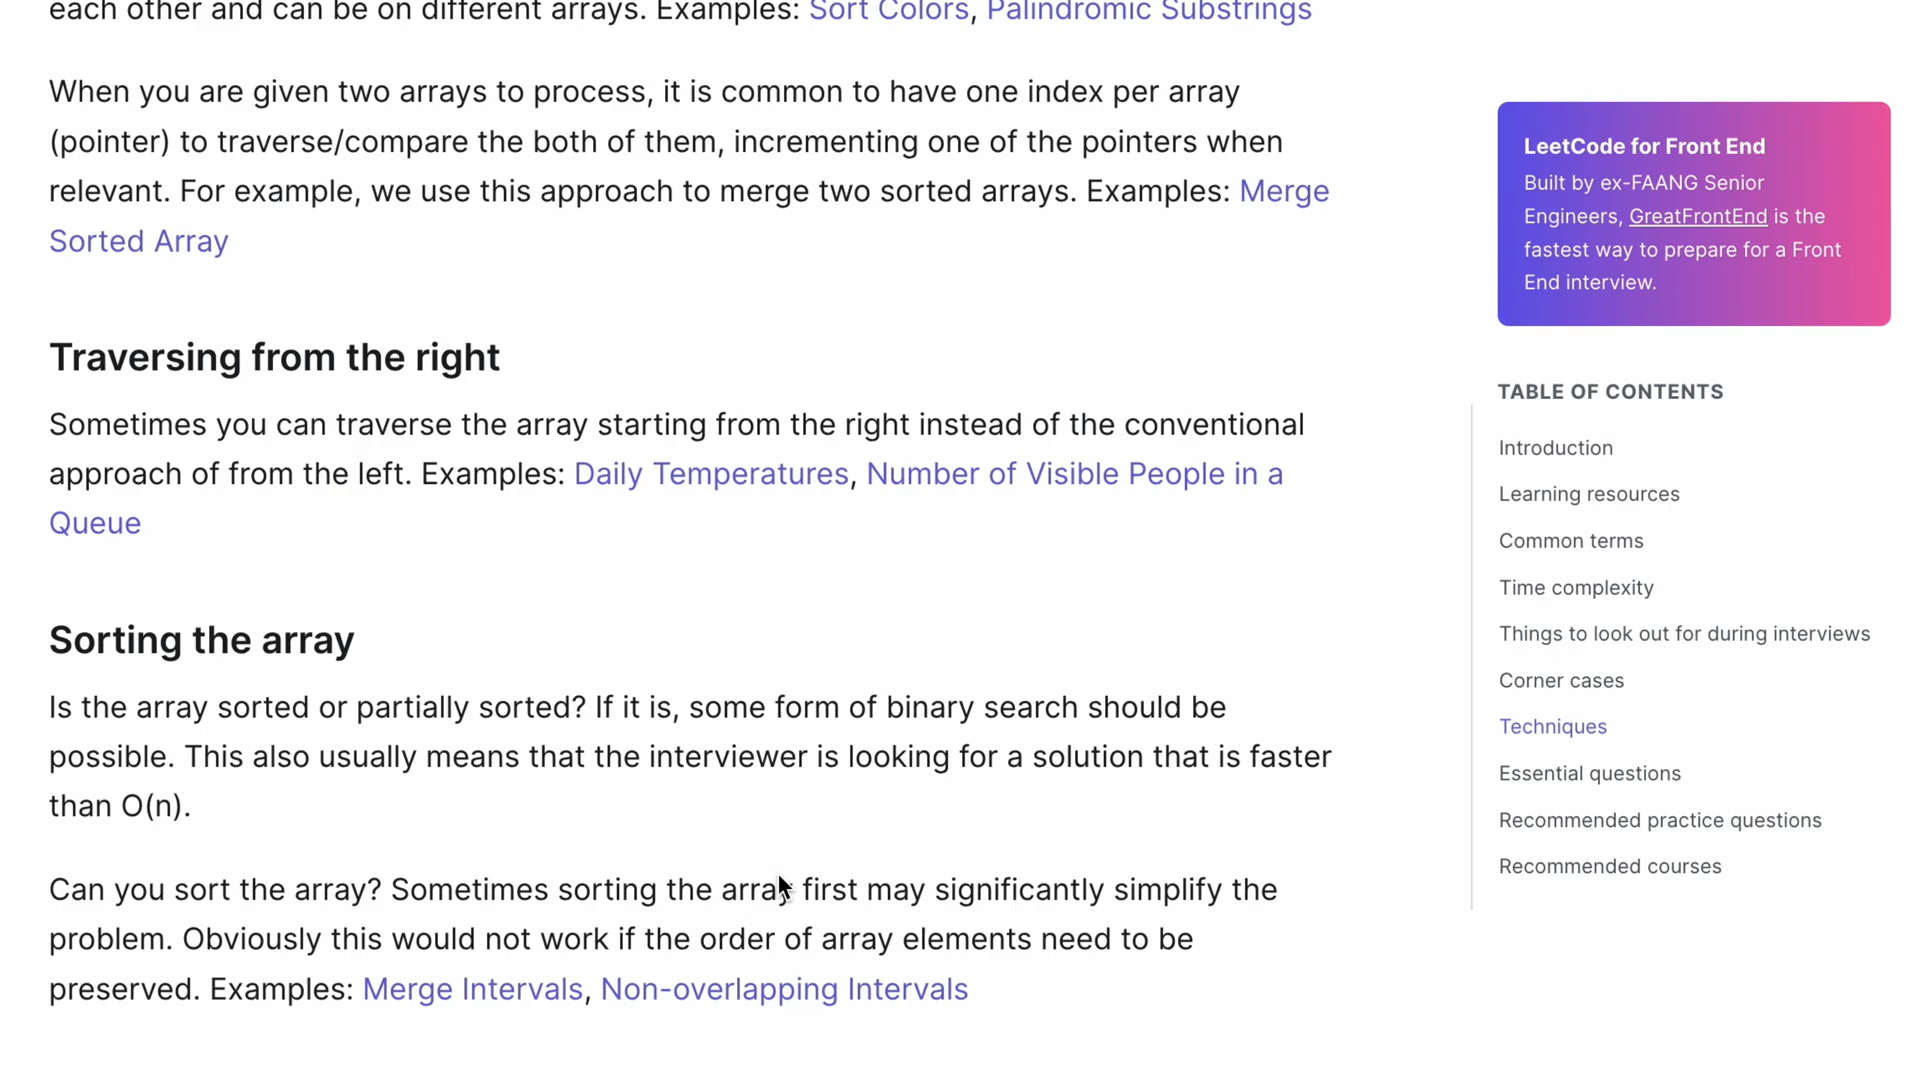 each other and can be on different arrays. Examples: Sort Colors, Palindromic Substrings
When you are given two arrays to process, it is common to have one index per array
(pointer) to traverse/compare the both of them, incrementing one of the pointers when
relevant. For example, we use this approach to merge two sorted arrays. Examples: Merge
Sorted Array
Traversing from the right
Sometimes you can traverse the array starting from the right instead of the conventional
approach of from the left. Examples: Daily Temperatures, Number of Visible People in a
Queue
Sorting the array
Is the array sorted or partially sorted? If it is, some form of binary search should be
possible. This also usually means that the interviewer is looking for a solution that is faster
than O(n).
Can you sort the array? Sometimes sorting the array first may significantly simplify the
problem. Obviously this would not work if the order of array elements need to be
preserved. Examples: Merge Intervals, Non-overlapping Intervals
LeetCode for Front End
Built by ex-FAANG Senior
Engineers, GreatFrontEnd is the
fastest way to prepare for a Front
End interview.
TABLE OF CONTENTS
Introduction
Learning resources
Common terms
Time complexity
Things to look out for during interviews
Corner cases
Techniques
Essential questions
Recommended practice questions
Recommended courses